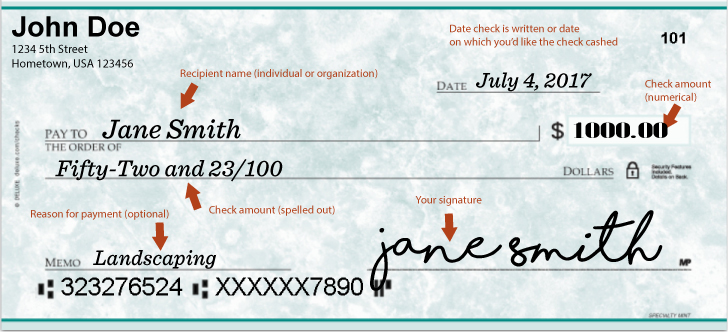 John Doe
1234 5th Street
Hometown, USA 123456
Date check is written or date
on which you'd like the check cashed
101
Recipient name (individual or organization)
DATE July 4, 2017
Check amount
(numerical)
PAY TO Jane Smith $ 1000.00
THE ORDER OF
Fifty-Two and 23/100 DOLLARS
Security Features
Included.
Details on Back.
Reason for payment (optional)
Check amount (spelled out)
Your signature
MEMO Landscaping jane smith MP
323276524 XXXXXX7890
SPECIALTY MINT
© DELUXE deluxe.com/checks